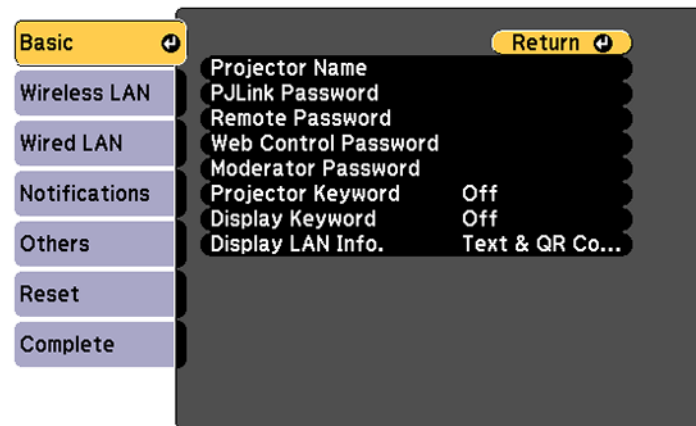 Basic
Wireless LAN
Wired LAN
Notifications
Others
Reset
Complete
Return
Projector Name
PJLink Password
Remote Password
Web Control Password
Moderator Password
Projector Keyword Off
Display Keyword Off
Display LAN Info. Text & QR Co...